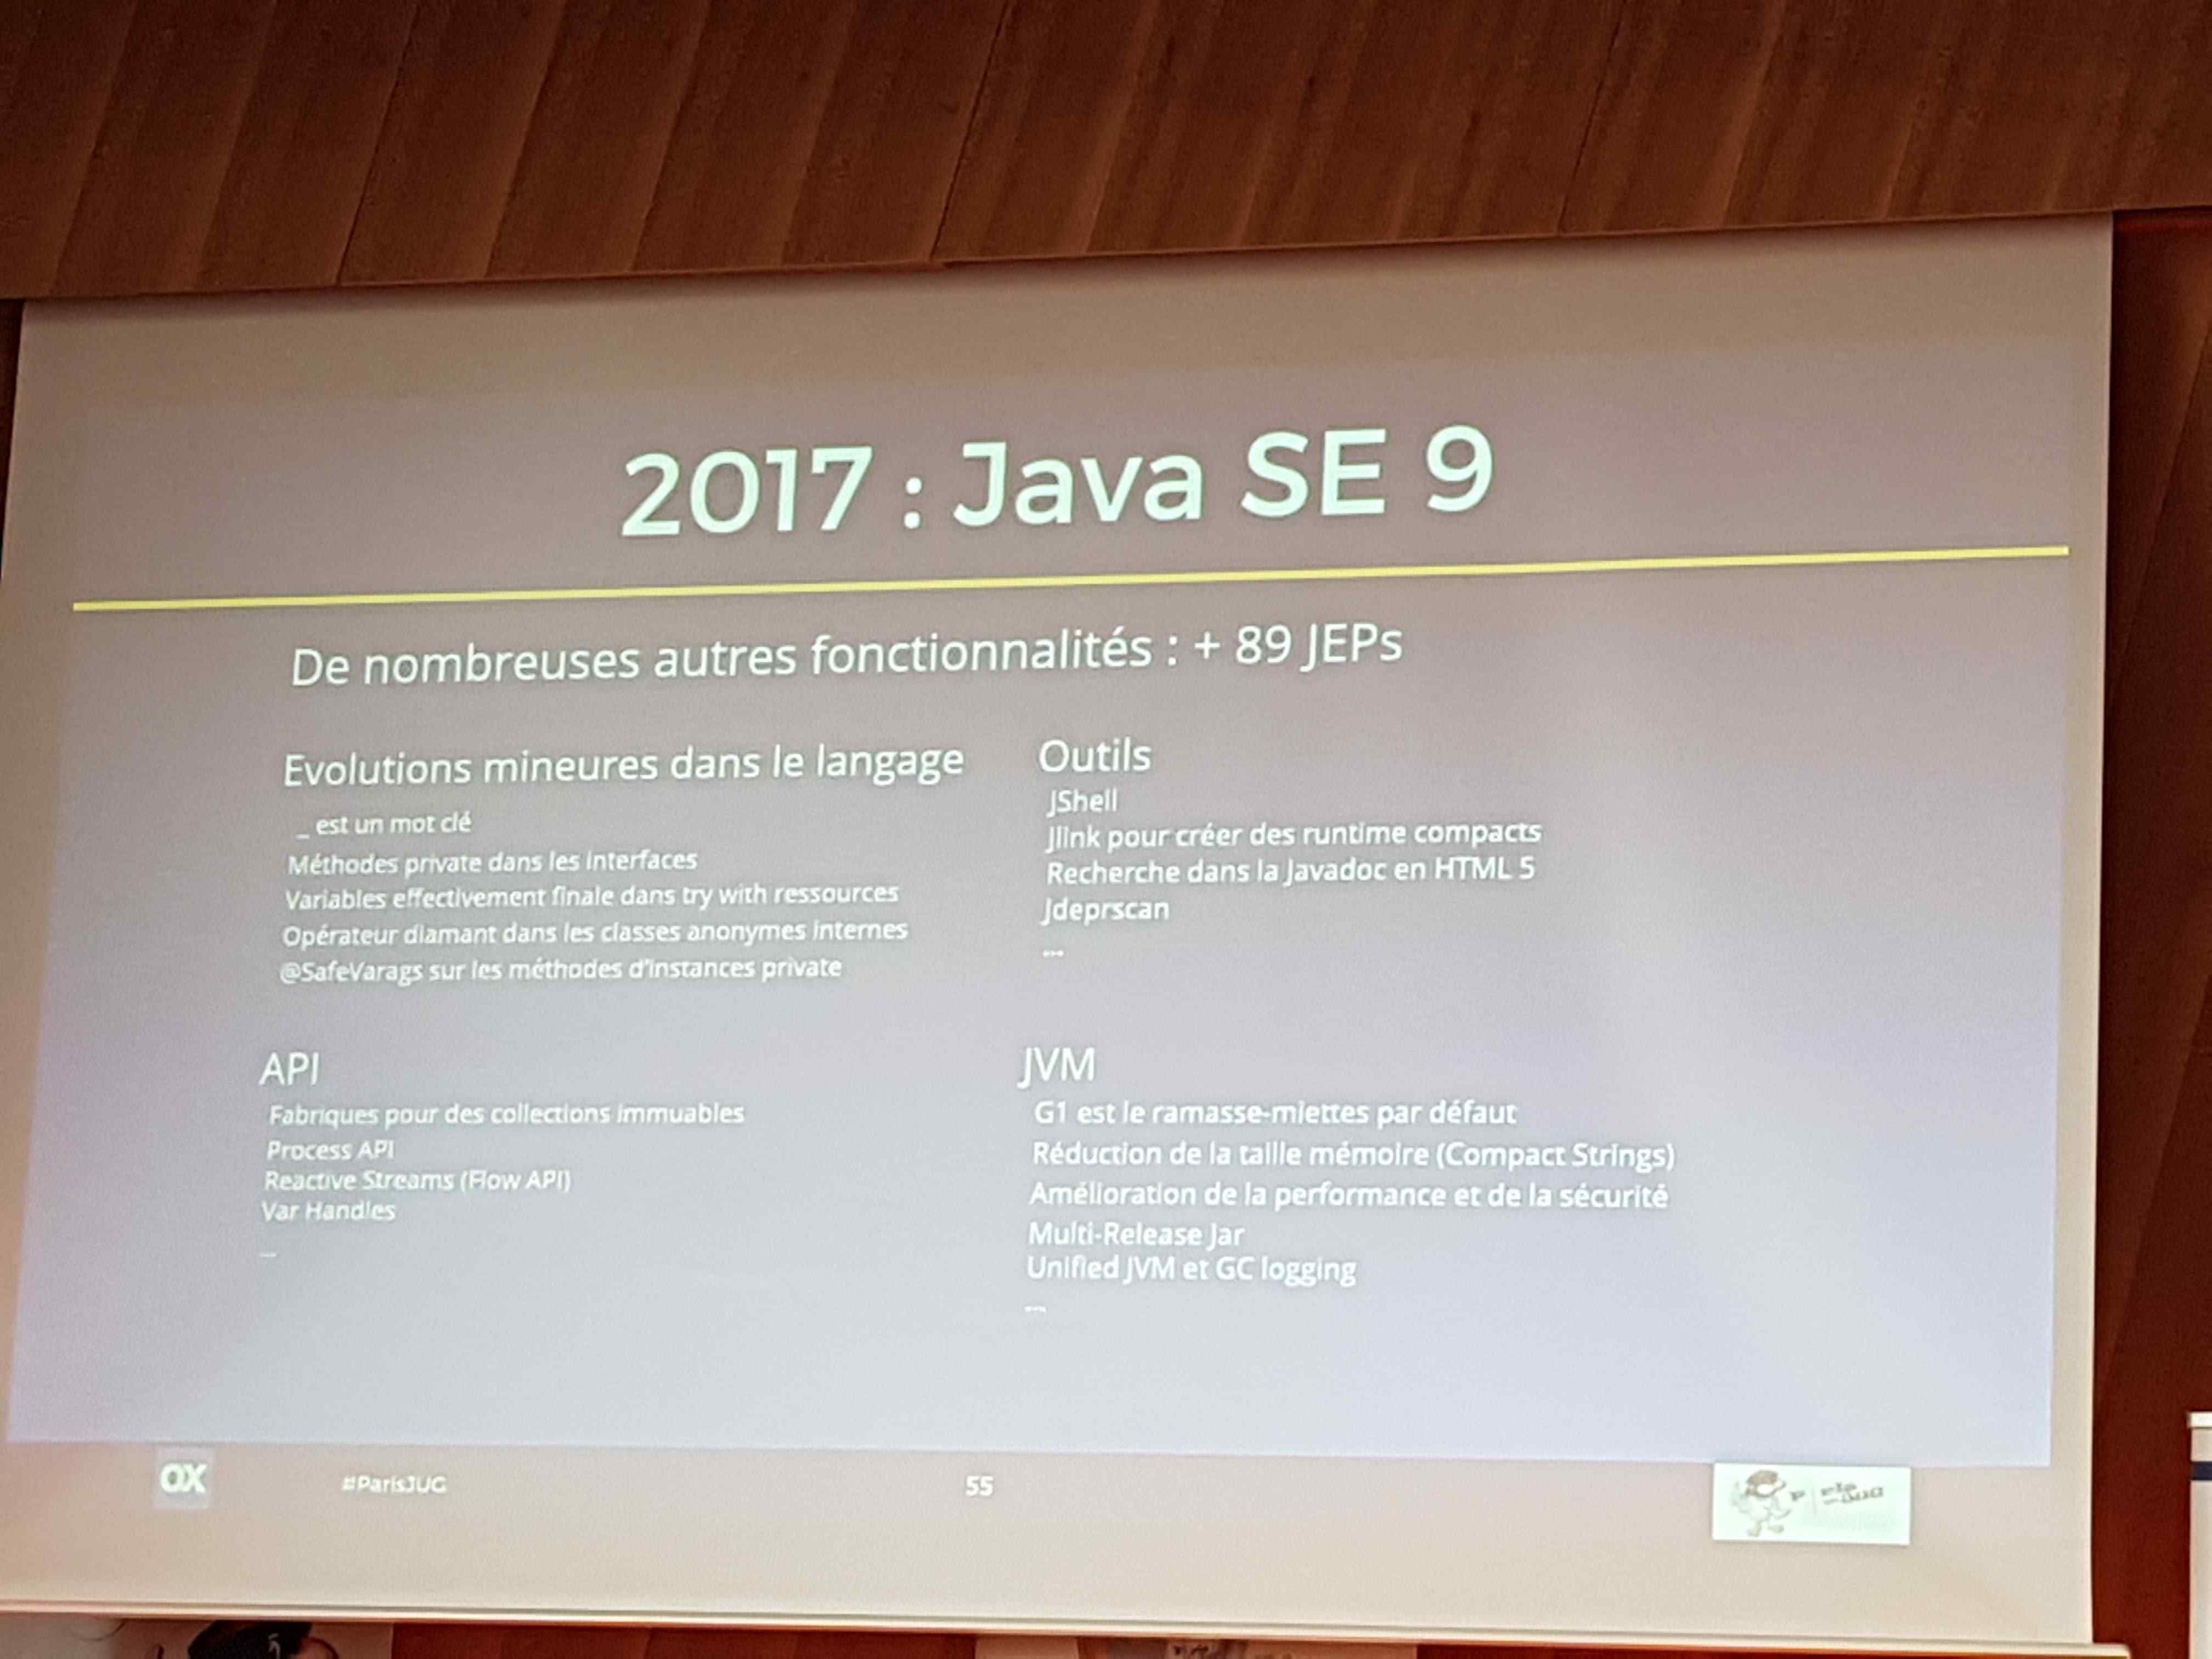 2017 : Java SE 9
De nombreuses autres fonctionnalités : + 89 JEPs
Evolutions mineures dans le langage
_ est un mot clé
Méthodes private dans les interfaces
Variables effectivement finale dans try with ressources
Opérateur diamant dans les classes anonymes internes
@SafeVarags sur les méthodes d'instances private
Outils
JShell
Jlink pour créer des runtime compacts
Recherche dans la Javadoc en HTML 5
Jdeprscan
...
API
Fabriques pour des collections immuables
Process API
Reactive Streams (Flow API)
Var Handles
...
JVM
G1 est le ramasse-miettes par défaut
Réduction de la taille mémoire (Compact Strings)
Amélioration de la performance et de la sécurité
Multi-Release Jar
Unified JVM et GC logging
...
OX
#ParisJUG
55